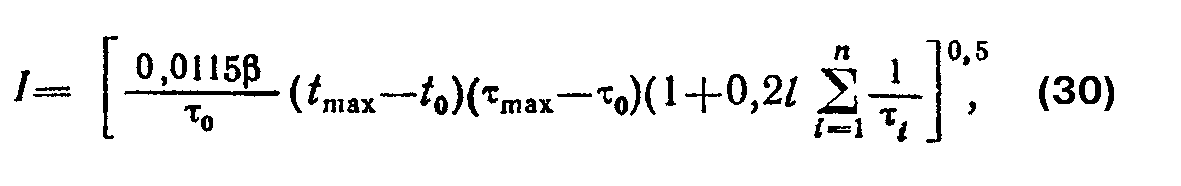 I= [ 0,0115β / τ₀ (t_max—t₀)(τ_max—τ₀)(1+0,2l ∑_{i=1}^{n} 1/τ_i ]^{0,5}, (30)